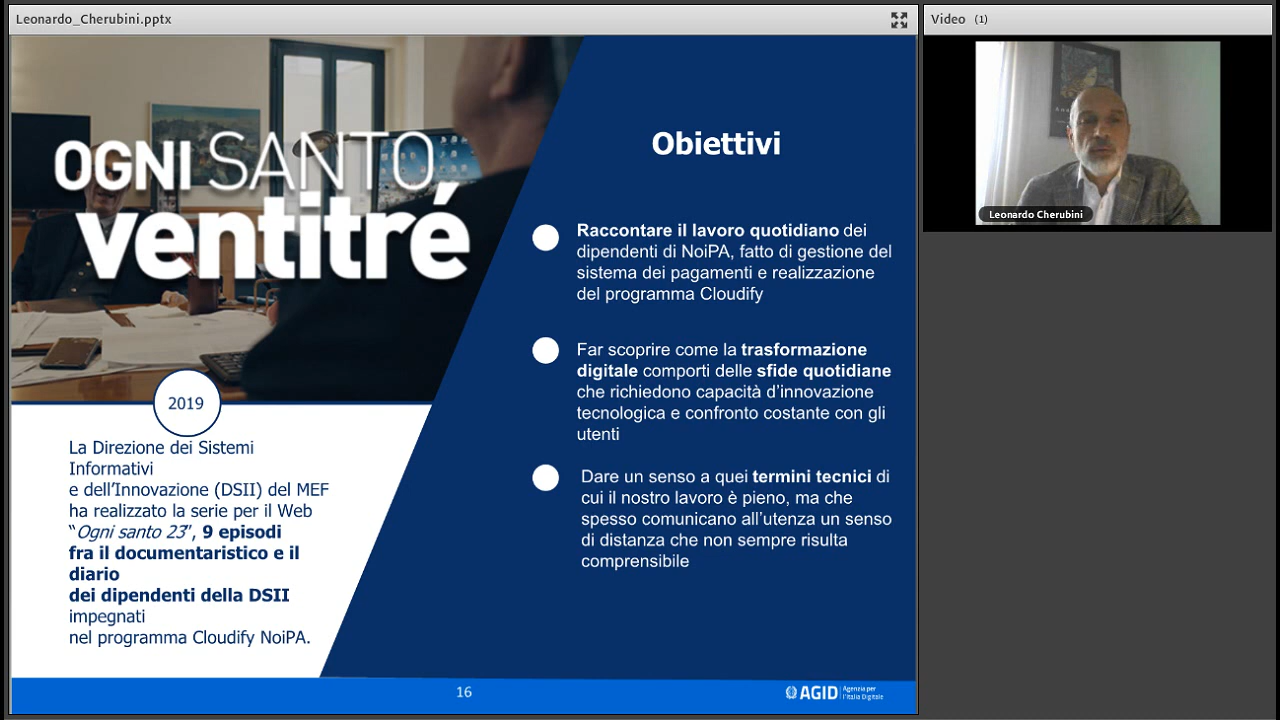 Leonardo_Cherubini.pptx
Video (1)
OGNI SANTO
ventitré
Obiettivi
Raccontare il lavoro quotidiano dei
dipendenti di NoiPA, fatto di gestione del
sistema dei pagamenti e realizzazione
del programma Cloudify
Far scoprire come la trasformazione
digitale comporti delle sfide quotidiane
che richiedono capacità d’innovazione
tecnologica e confronto costante con gli
utenti
Dare un senso a quei termini tecnici di
cui il nostro lavoro è pieno, ma che
spesso comunicano all’utenza un senso
di distanza che non sempre risulta
comprensibile
2019
La Direzione dei Sistemi
Informativi
e dell’Innovazione (DSII) del MEF
ha realizzato la serie per il Web
“Ogni santo 23”, 9 episodi
fra il documentaristico e il
diario
dei dipendenti della DSII
impegnati
nel programma Cloudify NoiPA.
16
AGID
Agenzia per
l’Italia Digitale
Leonardo Cherubini